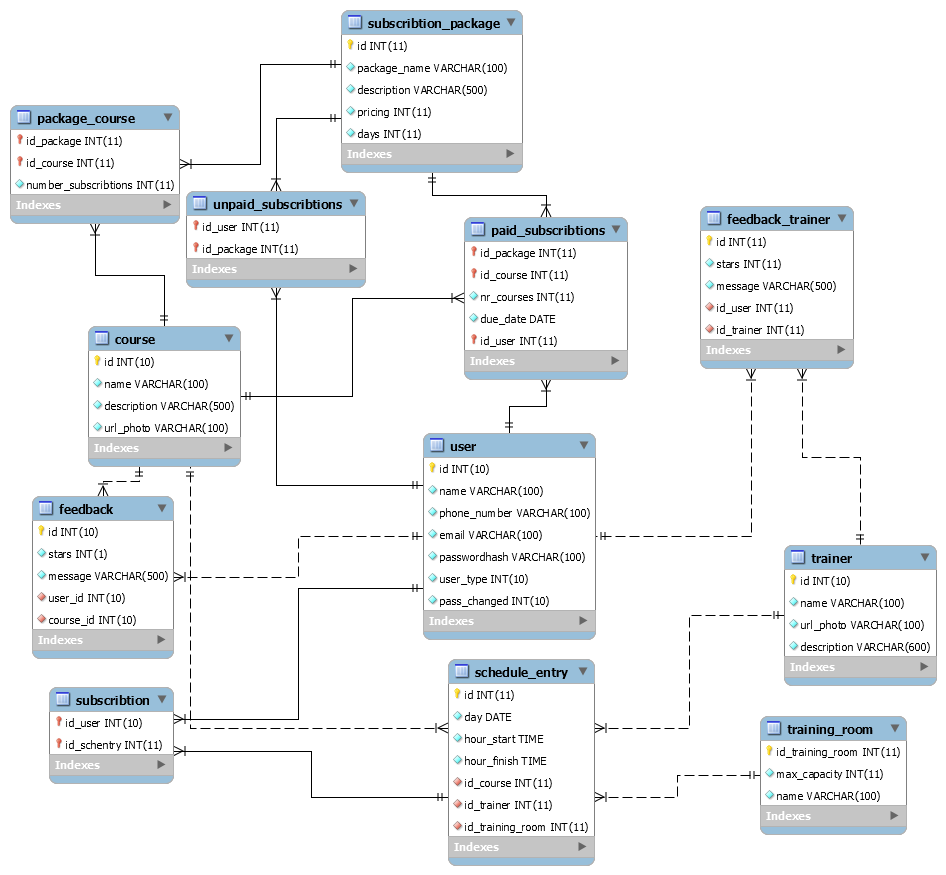 subscribtion_package
id INT(11)
package_name VARCHAR(100)
description VARCHAR(500)
pricing INT(11)
days INT(11)
Indexes
package_course
id_package INT(11)
id_course INT(11)
number_subscribtions INT(11)
Indexes
unpaid_subscribtions
id_user INT(11)
id_package INT(11)
Indexes
paid_subscribtions
id_package INT(11)
id_course INT(11)
nr_courses INT(11)
due_date DATE
id_user INT(11)
Indexes
feedback_trainer
id INT(11)
stars INT(11)
message VARCHAR(500)
id_user INT(11)
id_trainer INT(11)
Indexes
course
id INT(10)
name VARCHAR(100)
description VARCHAR(500)
url_photo VARCHAR(100)
Indexes
user
id INT(10)
name VARCHAR(100)
phone_number VARCHAR(100)
email VARCHAR(100)
passwordhash VARCHAR(100)
user_type INT(10)
pass_changed INT(10)
Indexes
feedback
id INT(10)
stars INT(1)
message VARCHAR(500)
user_id INT(10)
course_id INT(10)
Indexes
trainer
id INT(10)
name VARCHAR(100)
url_photo VARCHAR(100)
description VARCHAR(600)
Indexes
subscribtion
id_user INT(10)
id_schentry INT(11)
Indexes
schedule_entry
id INT(11)
day DATE
hour_start TIME
hour_finish TIME
id_course INT(11)
id_trainer INT(11)
id_training_room INT(11)
Indexes
training_room
id_training_room INT(11)
max_capacity INT(11)
name VARCHAR(100)
Indexes